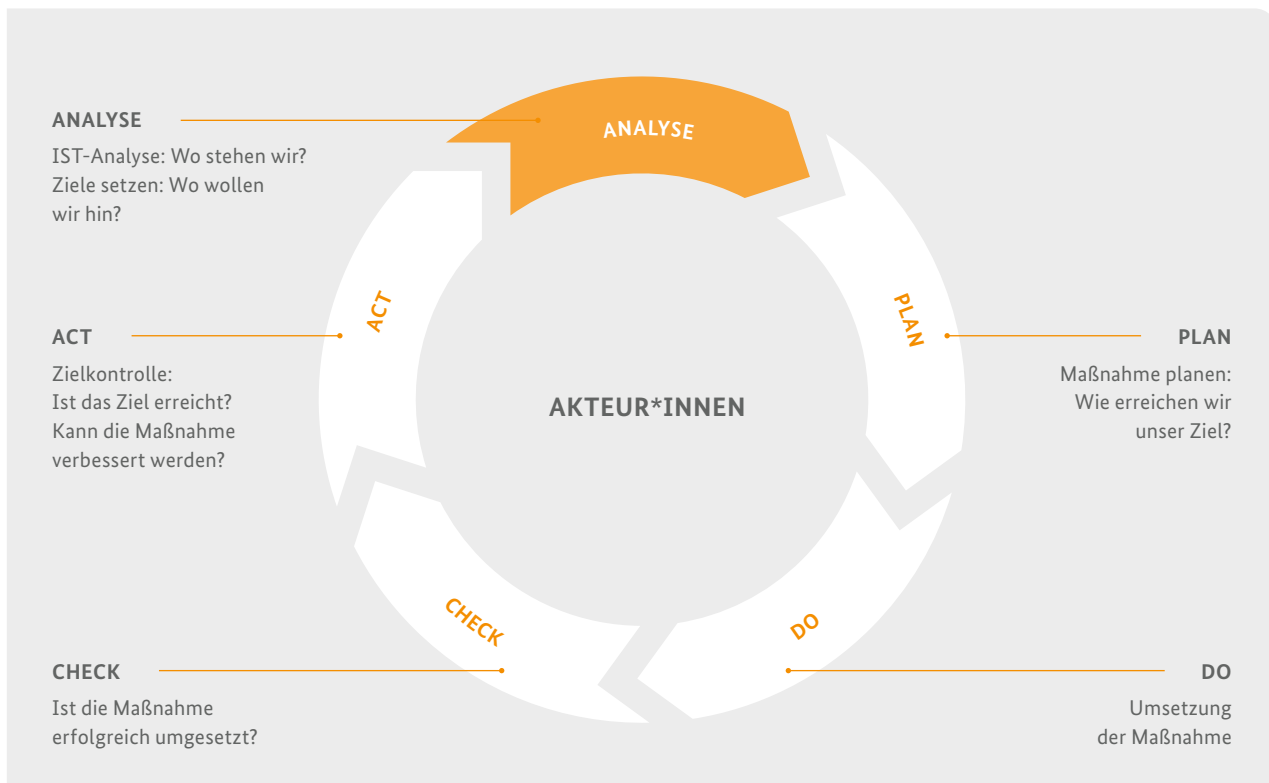 ANALYSE
IST-Analyse: Wo stehen wir?
Ziele setzen: Wo wollen
wir hin?
ANALYSE
PLAN
PLAN
Maßnahme planen:
Wie erreichen wir
unser Ziel?
DO
DO
Umsetzung
der Maßnahme
CHECK
CHECK
Ist die Maßnahme
erfolgreich umgesetzt?
ACT
ACT
Zielkontrolle:
Ist das Ziel erreicht?
Kann die Maßnahme
verbessert werden?
AKTEUR*INNEN